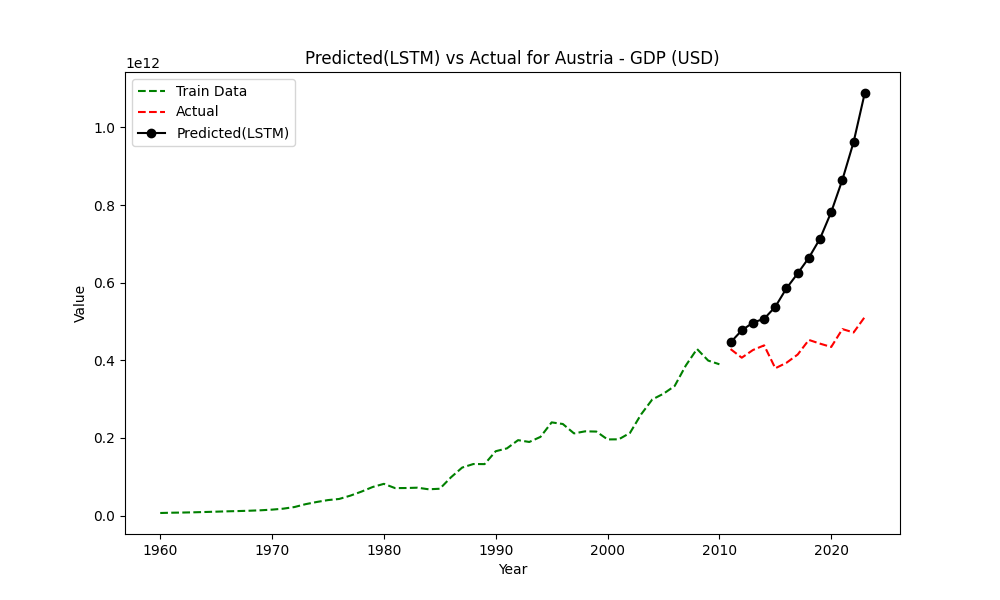 Predicted(LSTM) vs Actual for Austria - GDP (USD)
1e12
Train Data
Actual
Predicted(LSTM)
1.0
0.8
0.6
0.4
0.2
0.0
Value
1960 1970 1980 1990 2000 2010 2020
Year